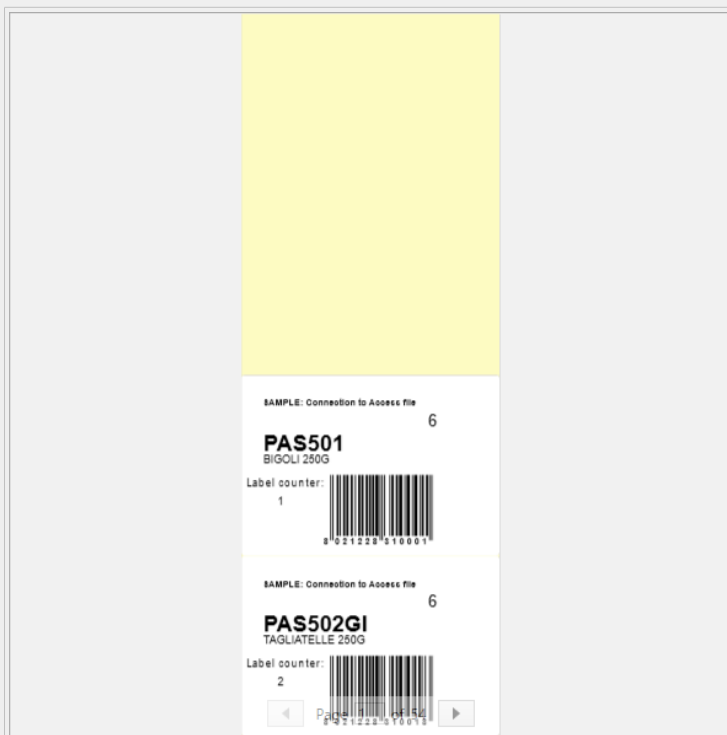 SAMPLE: Connection to Access file
6
PAS501
BIGOLI 250G
Label counter:
1
8 021228 510001
SAMPLE: Connection to Access file
6
PAS502GI
TAGLIATELLE 250G
Label counter:
2
Page 1 of 54